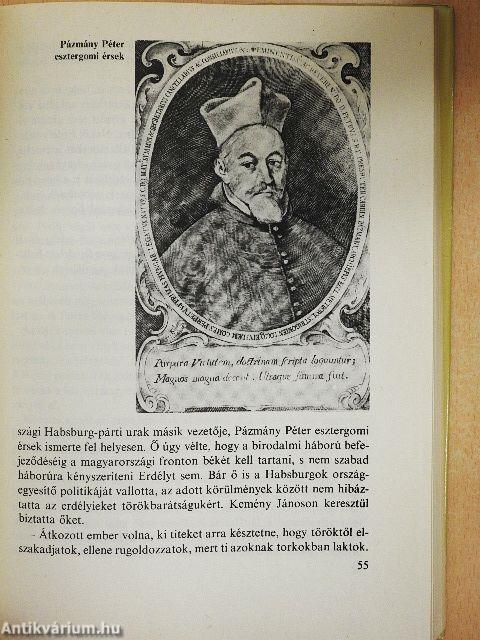 Pázmány Péter
esztergomi érsek
Purpura Virtutem, doctrinam scripta loquuntur;
Magnos magna decent. Utraque summa fiut.
szági Habsburg-párti urak másik vezetője, Pázmány Péter esztergomi
érsek ismerte fel helyesen. Ő úgy vélte, hogy a birodalmi háború befe-
jeződéséig a magyarországi fronton békét kell tartani, s nem szabad
háborúra kényszeríteni Erdélyt sem. Bár ő is a Habsburgok ország-
egyesítő politikáját vallotta, az adott körülmények között nem hibáz-
tatta az erdélyieket törökbarátságukért. Kemény Jánoson keresztül
biztatta őket.
– Átkozott ember volna, ki titeket arra késztetne, hogy töröktől el-
szakadjatok, ellene rugoldozzatok, mert ti azoknak torkokban laktok.
55
Antikvárium.hu